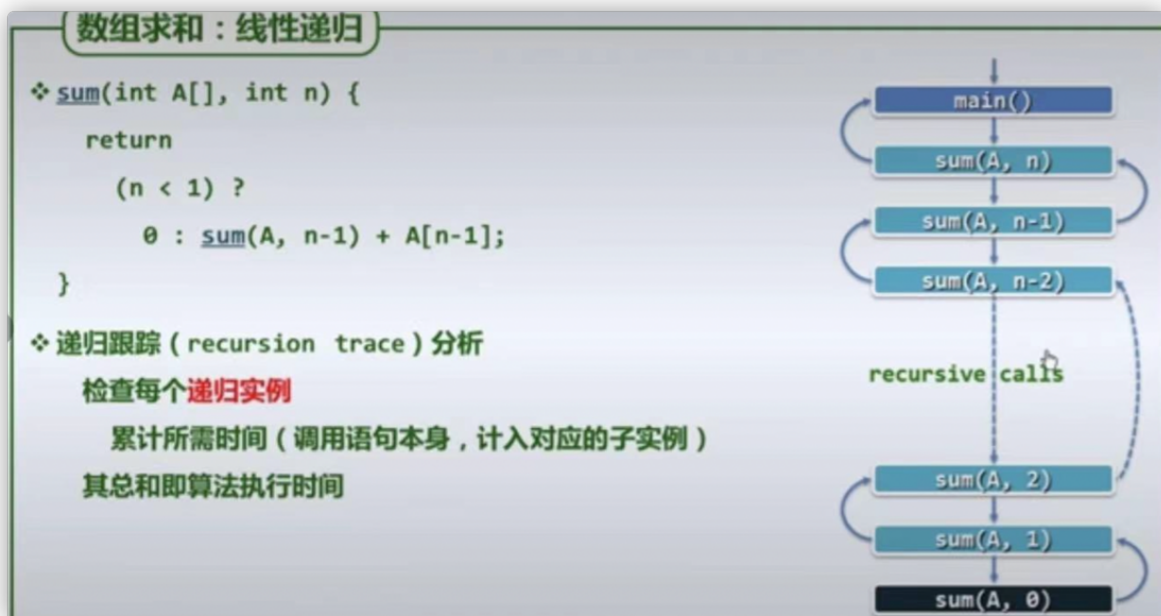 数组求和：线性递归
❖ sum(int A[], int n) {
return
(n < 1) ?
0 : sum(A, n-1) + A[n-1];
}
❖ 递归跟踪（recursion trace）分析
检查每个递归实例
累计所需时间（调用语句本身，计入对应的子实例）
其总和即算法执行时间
main()
sum(A, n)
sum(A, n-1)
sum(A, n-2)
recursive calls
sum(A, 2)
sum(A, 1)
sum(A, 0)